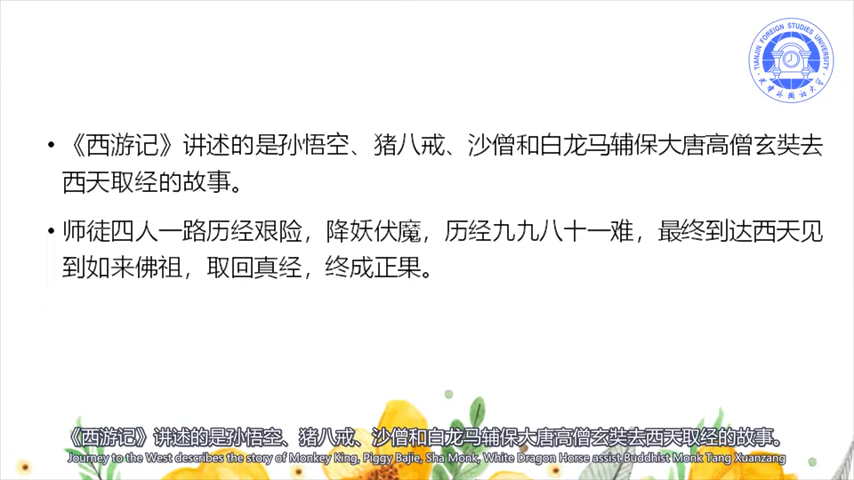 TIANJIN FOREIGN STUDIES UNIVERSITY
天津外国语大学
• 《西游记》讲述的是孙悟空、猪八戒、沙僧和白龙马辅保大唐高僧玄奘去
西天取经的故事。
• 师徒四人一路历经艰险，降妖伏魔，历经九九八十一难，最终到达西天见
到如来佛祖，取回真经，终成正果。
《西游记》讲述的是孙悟空、猪八戒、沙僧和白龙马辅保大唐高僧玄奘去西天取经的故事。
Journey to the West describes the story of Monkey King, Piggy Bajie, Sha Monk, White Dragon Horse assist Buddhist Monk Tang Xuanzang